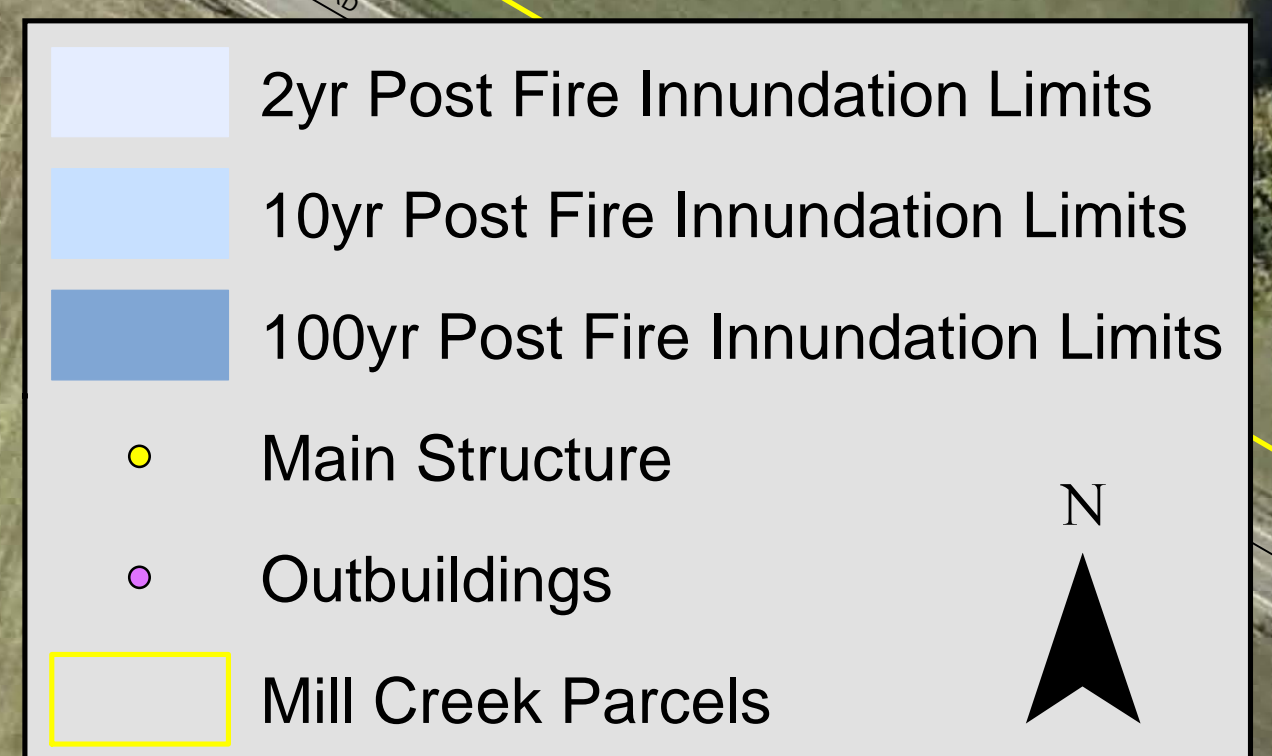 2yr Post Fire Innundation Limits
10yr Post Fire Innundation Limits
100yr Post Fire Innundation Limits
Main Structure
N
Outbuildings
Mill Creek Parcels